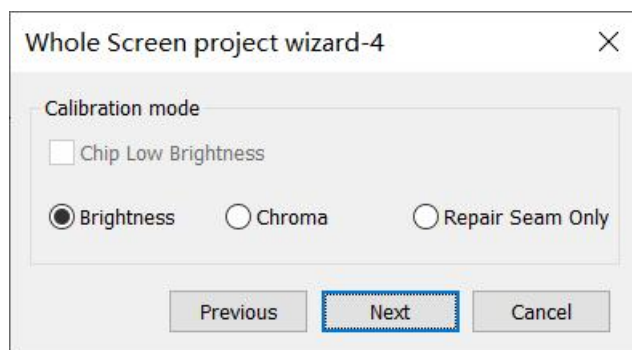 Whole Screen project wizard-4
Calibration mode
Chip Low Brightness
Brightness Chroma Repair Seam Only
Previous Next Cancel